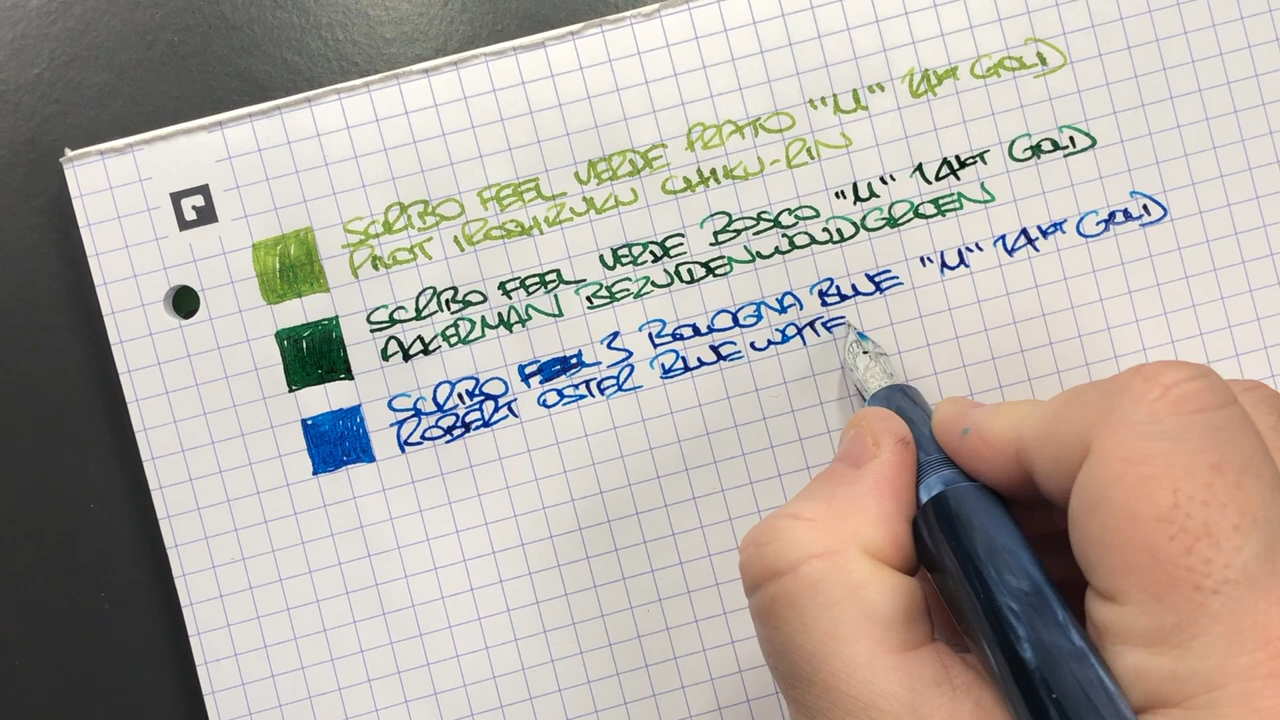 SCRIBO FEEL VERDE PRATO "M" 14KT GOLD
PILOT IROSHIZUKU CHIKU-RIN
SCRIBO FEEL VERDE BOSCO "M" 14KT GOLD
AKKERMAN BEZUIDENWOUDGROEN
SCRIBO 3 BOLOGNA BLUE "M" 14KT GOLD
ROBERT OSTER BLUE WATE